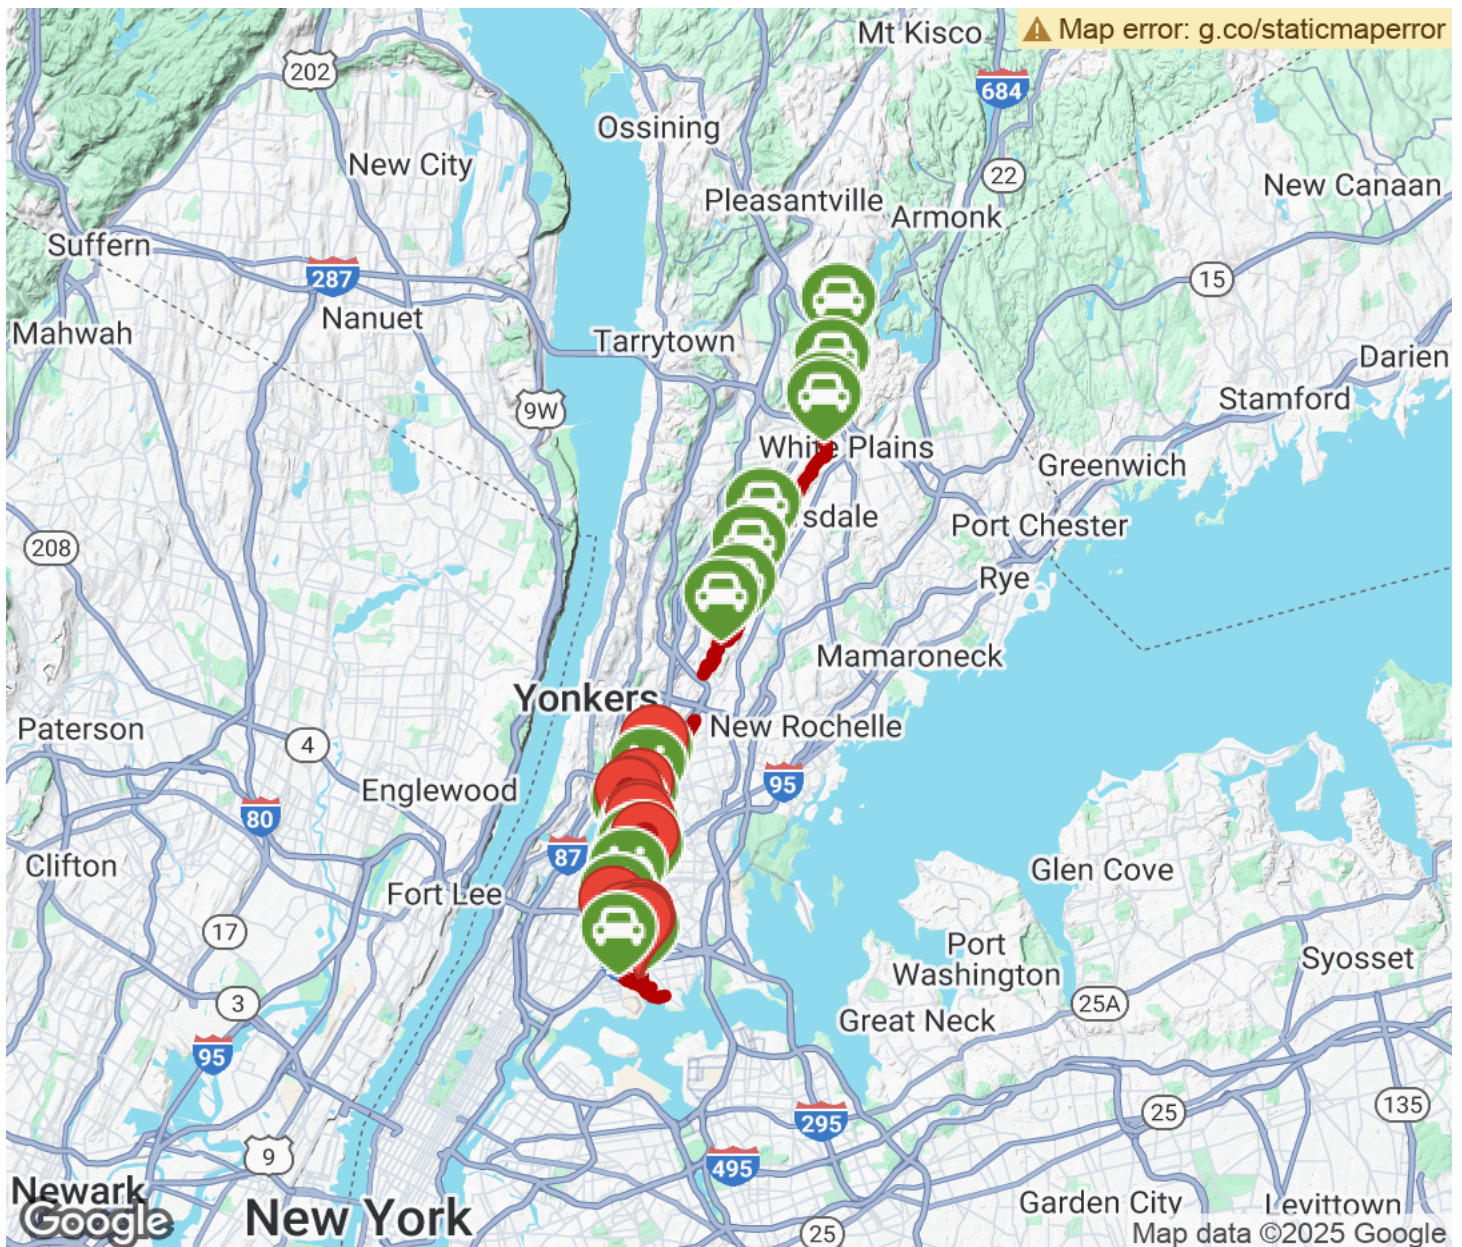 Mt Kisco
Map error: g.co/staticmaperror
202
684
Ossining
New City
22
Pleasantville
New Canaan
Armonk
Suffern
287
15
Nanuet
Mahwah
Tarrytown
Darien
9W
Stamford
White Plains
Greenwich
sdale
Port Chester
208
Rye
Mamaroneck
Yonkers
New Rochelle
Paterson
4
95
Englewood
80
87
Clifton
Glen Cove
Fort Lee
17
Port
Washington
Syosset
3
25A
Great Neck
95
135
25
295
9
495
Newark
Garden City
Levittown
Google
New York
25
Map data ©2025 Google